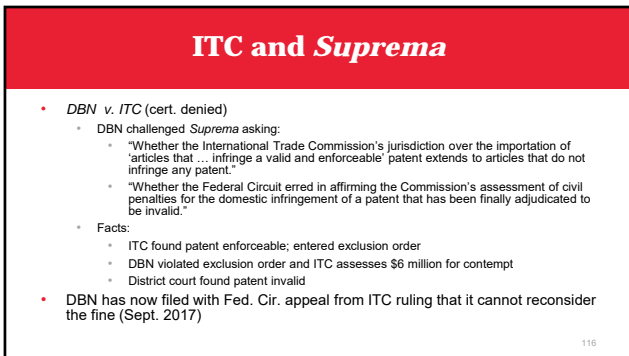 ITC and Suprema
• DBN v. ITC (cert. denied)
• DBN challenged Suprema asking:
• “Whether the International Trade Commission’s jurisdiction over the importation of
‘articles that … infringe a valid and enforceable’ patent extends to articles that do not
infringe any patent.”
• “Whether the Federal Circuit erred in affirming the Commission’s assessment of civil
penalties for the domestic infringement of a patent that has been finally adjudicated to
be invalid.”
• Facts:
• ITC found patent enforceable; entered exclusion order
• DBN violated exclusion order and ITC assesses $6 million for contempt
• District court found patent invalid
• DBN has now filed with Fed. Cir. appeal from ITC ruling that it cannot reconsider
the fine (Sept. 2017)
116